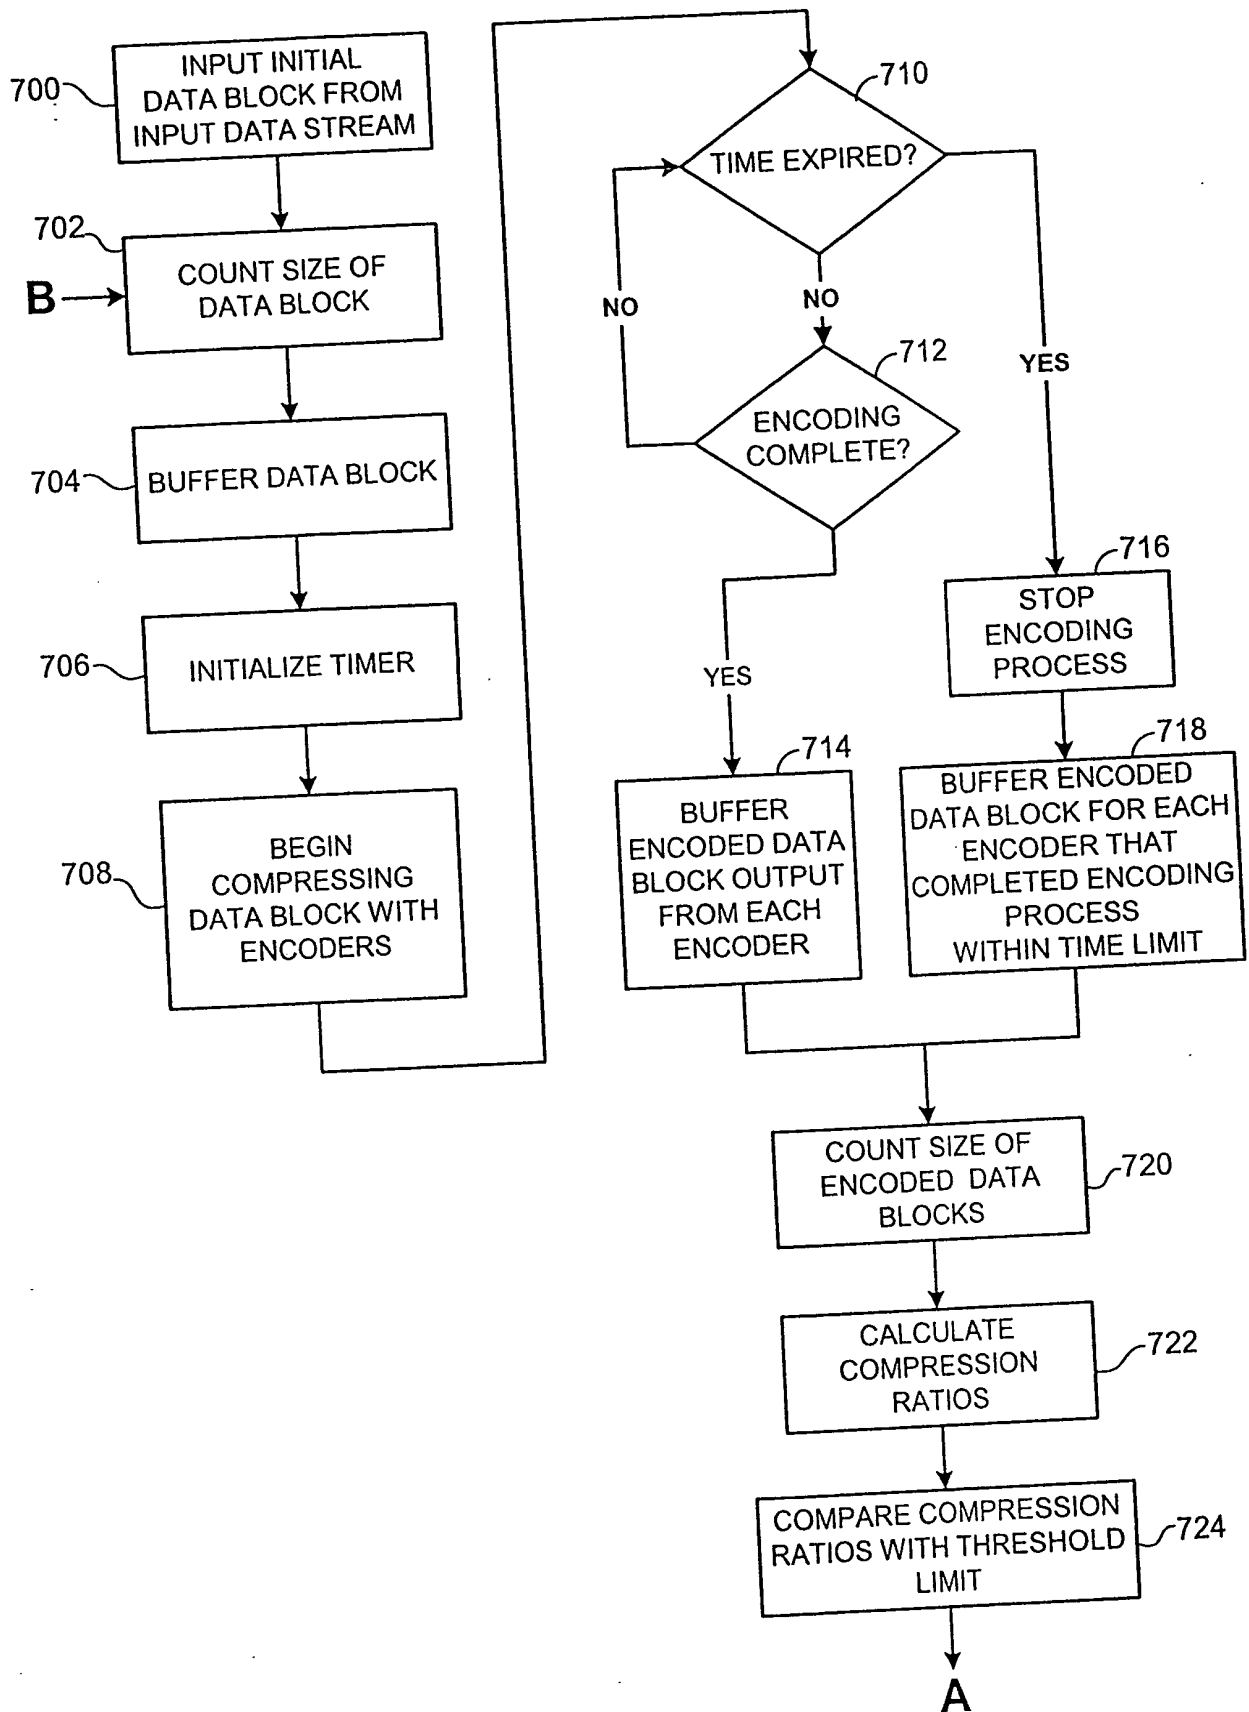 700
INPUT INITIAL
DATA BLOCK FROM
INPUT DATA STREAM
702
B
COUNT SIZE OF
DATA BLOCK
704
BUFFER DATA BLOCK
706
INITIALIZE TIMER
708
BEGIN
COMPRESSING
DATA BLOCK WITH
ENCODERS
710
TIME EXPIRED?
NO
NO
YES
712
ENCODING
COMPLETE?
YES
714
BUFFER
ENCODED DATA
BLOCK OUTPUT
FROM EACH
ENCODER
716
STOP
ENCODING
PROCESS
718
BUFFER ENCODED
DATA BLOCK FOR EACH
ENCODER THAT
COMPLETED ENCODING
PROCESS
WITHIN TIME LIMIT
COUNT SIZE OF
ENCODED DATA
BLOCKS
720
CALCULATE
COMPRESSION
RATIOS
722
COMPARE COMPRESSION
RATIOS WITH THRESHOLD
LIMIT
724
A